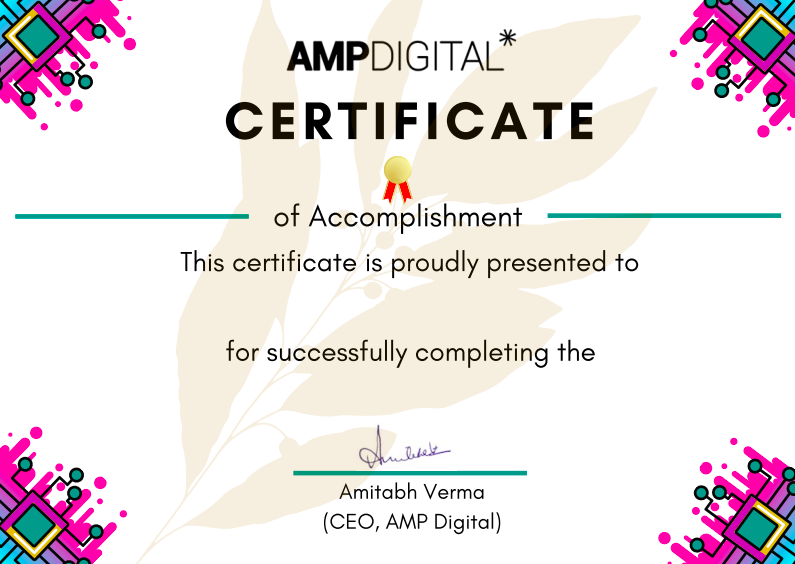 AMPDIGITAL*
CERTIFICATE
of Accomplishment
This certificate is proudly presented to
for successfully completing the
Amitabh Verma
(CEO, AMP Digital)